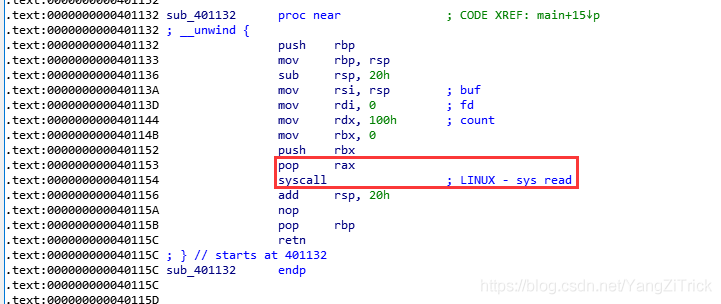 .text:0000000000401132
.text:0000000000401132 sub_401132 proc near ; CODE XREF: main+15↓p
.text:0000000000401132 ; __unwind {
.text:0000000000401132 push rbp
.text:0000000000401133 mov rbp, rsp
.text:0000000000401136 sub rsp, 20h
.text:000000000040113A mov rsi, rsp ; buf
.text:000000000040113D mov rdi, 0 ; fd
.text:0000000000401144 mov rdx, 100h ; count
.text:000000000040114B mov rbx, 0
.text:0000000000401152 push rbx
.text:0000000000401153 pop rax
.text:0000000000401154 syscall ; LINUX - sys_read
.text:0000000000401156 add rsp, 20h
.text:000000000040115A nop
.text:000000000040115B pop rbp
.text:000000000040115C retn
.text:000000000040115C ; } // starts at 401132
.text:000000000040115C sub_401132 endp
.text:000000000040115C
.text:000000000040115D
https://blog.csdn.net/YangZiTrick